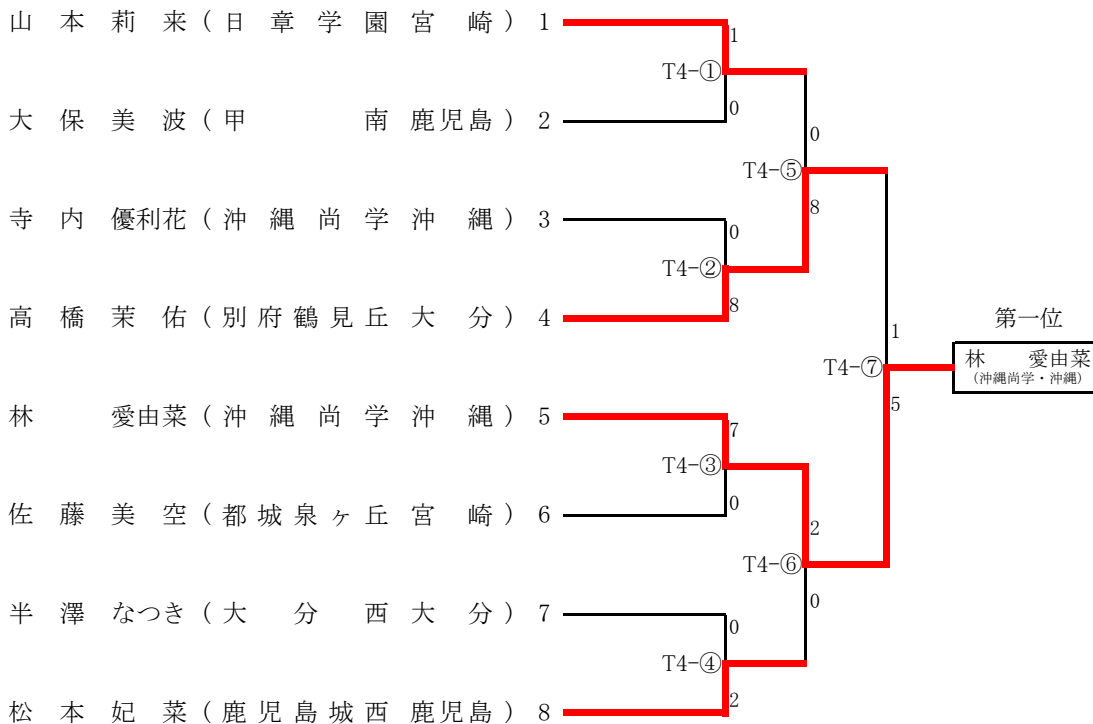 山本莉来(日章学園宮崎) 1
1
T4-①
0
大保美波(甲南鹿児島) 2
0
T4-⑤
8
寺内優利花(沖縄尚学沖縄) 3
0
T4-②
8
高橋茉佑(別府鶴見丘大分) 4
1
第一位
T4-⑦
林 愛由菜
(沖縄尚学・沖縄)
5
林 愛由菜(沖縄尚学沖縄) 5
7
T4-③
0
佐藤美空(都城泉ヶ丘宮崎) 6
2
T4-⑥
0
半澤なつき(大分西大分) 7
0
T4-④
2
松本妃菜(鹿児島城西鹿児島) 8